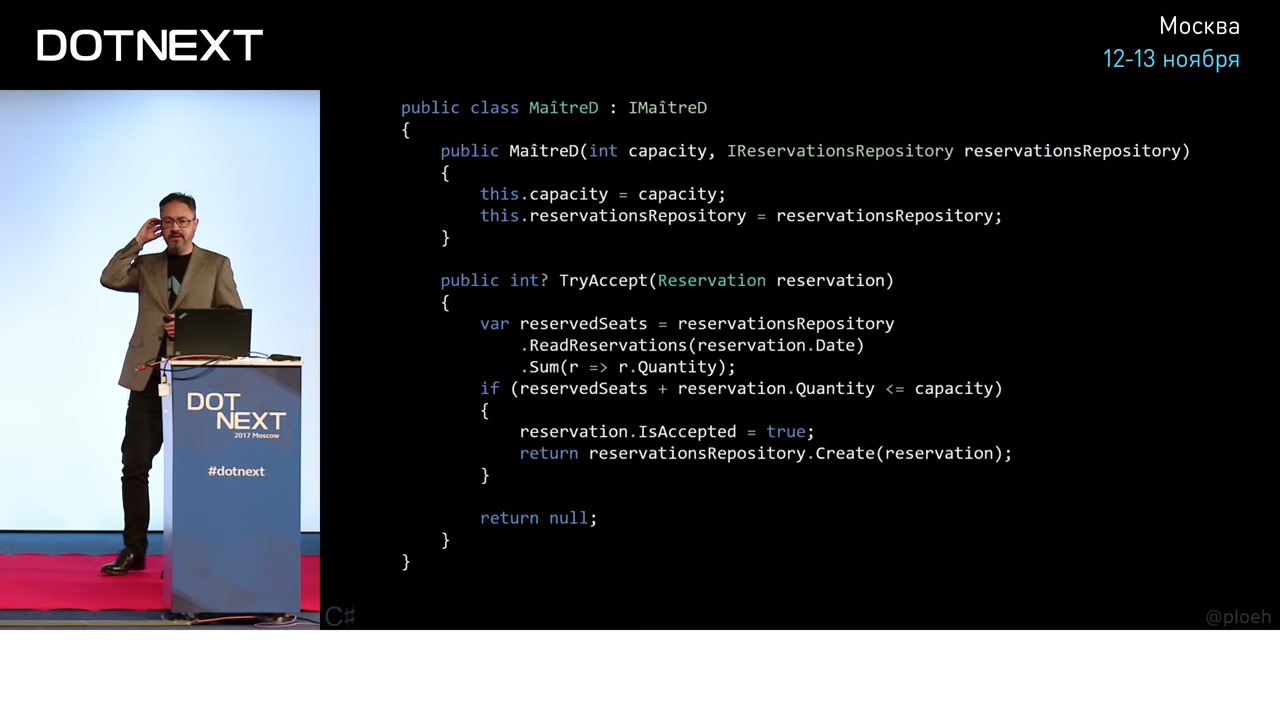 DOTNEXT
Москва
12-13 ноября
public class MaîtreD : IMaîtreD
{
    public MaîtreD(int capacity, IReservationsRepository reservationsRepository)
    {
        this.capacity = capacity;
        this.reservationsRepository = reservationsRepository;
    }

    public int? TryAccept(Reservation reservation)
    {
        var reservedSeats = reservationsRepository
            .ReadReservations(reservation.Date)
            .Sum(r => r.Quantity);
        if (reservedSeats + reservation.Quantity <= capacity)
        {
            reservation.IsAccepted = true;
            return reservationsRepository.Create(reservation);
        }

        return null;
    }
}
DOT
NEXT
2017 Moscow
#dotnext
C#
@ploeh